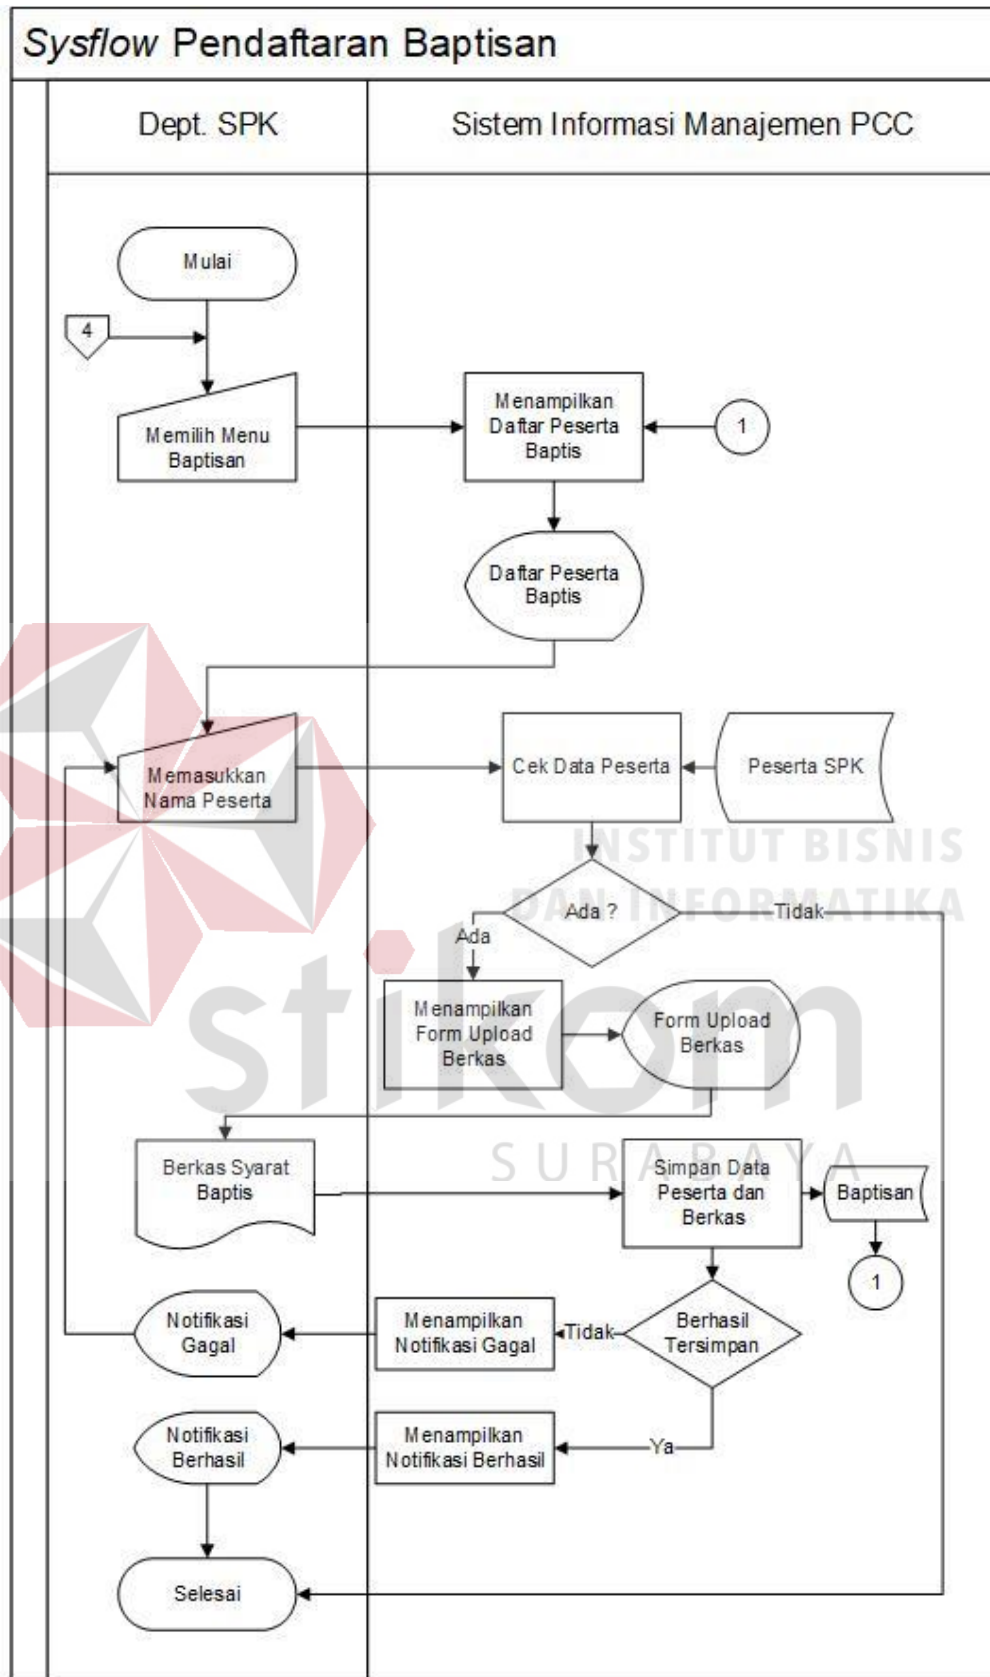 Sysflow Pendaftaran Baptisan
Dept. SPK
Sistem Informasi Manajemen PCC
Mulai
4
Memilih Menu
Baptisan
Menampilkan
Daftar Peserta
Baptis
1
Daftar Peserta
Baptis
Memasukkan
Nama Peserta
Cek Data Peserta
Peserta SPK
INSTITUT BISNIS
DAN INFORMATIKA
Ada ?
Tidak
Ada
Menampilkan
Form Upload
Berkas
Form Upload
Berkas
stikom
SURABAYA
Berkas Syarat
Baptis
Simpan Data
Peserta dan
Berkas
Baptisan
1
Notifikasi
Gagal
Menampilkan
Notifikasi Gagal
Tidak
Berhasil
Tersimpan
Notifikasi
Berhasil
Menampilkan
Notifikasi Berhasil
Ya
Selesai